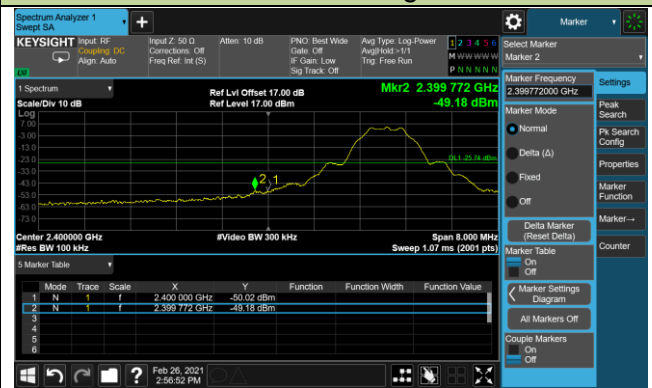 Spectrum Analyzer 1
Swept SA
+
Marker
KEYSIGHT
Input: RF
Coupling: DC
Align: Auto
Input Z: 50 Ω
Corrections: Off
Freq Ref: Int (S)
Atten: 10 dB
PNO: Best Wide
Gate: Off
IF Gain: Low
Sig Track: Off
Avg Type: Log-Power
Avg|Hold:>1/1
Trig: Free Run
1 2 3 4 5 6
M W W W W W
P N N N N N
LXI
Select Marker
Marker 2
1 Spectrum
Scale/Div 10 dB
Log
Ref Lvl Offset 17.00 dB
Ref Level 17.00 dBm
Mkr2 2.399772 GHz
-49.18 dBm
7.00
-3.00
-13.0
-23.0
-33.0
-43.0
-53.0
-63.0
-73.0
DL1 -25.74 dBm
2
1
Center 2.400000 GHz
#Res BW 100 kHz
#Video BW 300 kHz
Span 8.000 MHz
Sweep 1.07 ms (2001 pts)
5 Marker Table
Mode Trace Scale X Y Function Function Width Function Value
1 N 1 f 2.400 000 GHz -50.02 dBm
2 N 1 f 2.399 772 GHz -49.18 dBm
3
4
5
6
Marker Frequency
2.399772000 GHz
Marker Mode
Normal
Delta (Δ)
Fixed
Off
Delta Marker
(Reset Delta)
Marker Table
On
Off
Marker Settings
Diagram
All Markers Off
Couple Markers
On
Off
Settings
Peak
Search
Pk Search
Config
Properties
Marker
Function
Marker→
Counter
?
Feb 26, 2021
2:56:52 PM